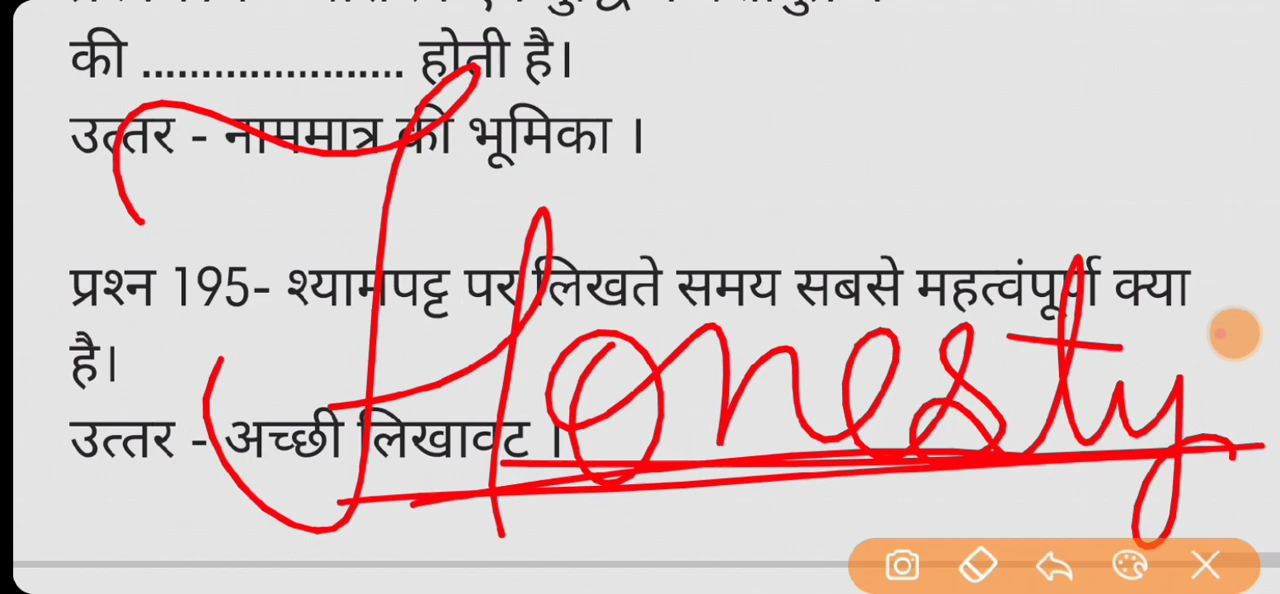 की ...................... होती है।
उत्तर - नाममात्र की भूमिका ।
प्रश्न 195- श्यामपट्ट पर लिखते समय सबसे महत्वंपूर्ण क्या
है।
उत्तर - अच्छी लिखावट ।
Honesty